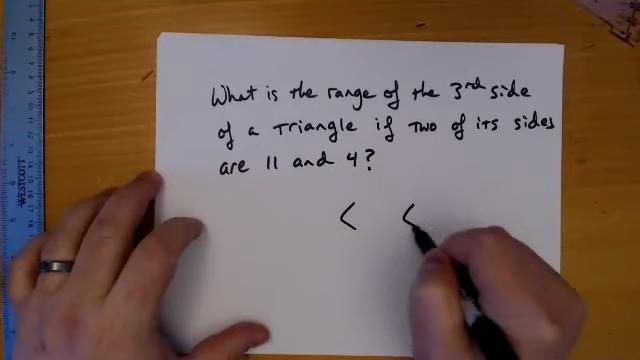 What is the range of the 3rd side
of a Triangle if Two of its sides
are 11 and 4?
< <
WESTCOTT